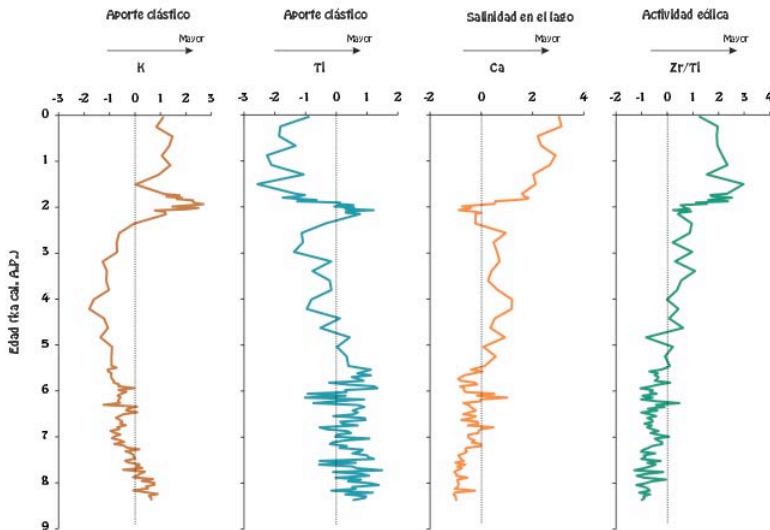 Aporte clástico
Aporte clástico
Salinidad en el lago
Actividad eólica
Mayor
Mayor
Mayor
Mayor
K
Ti
Ca
Zr/Ti
-3 -2 -1 0 1 2 3
-3 -2 -1 0 1 2
-2 0 2 4
-2 -1 0 1 2 3 4
0
1
2
3
4
5
6
7
8
9
Edad (ka cal. A.P.)